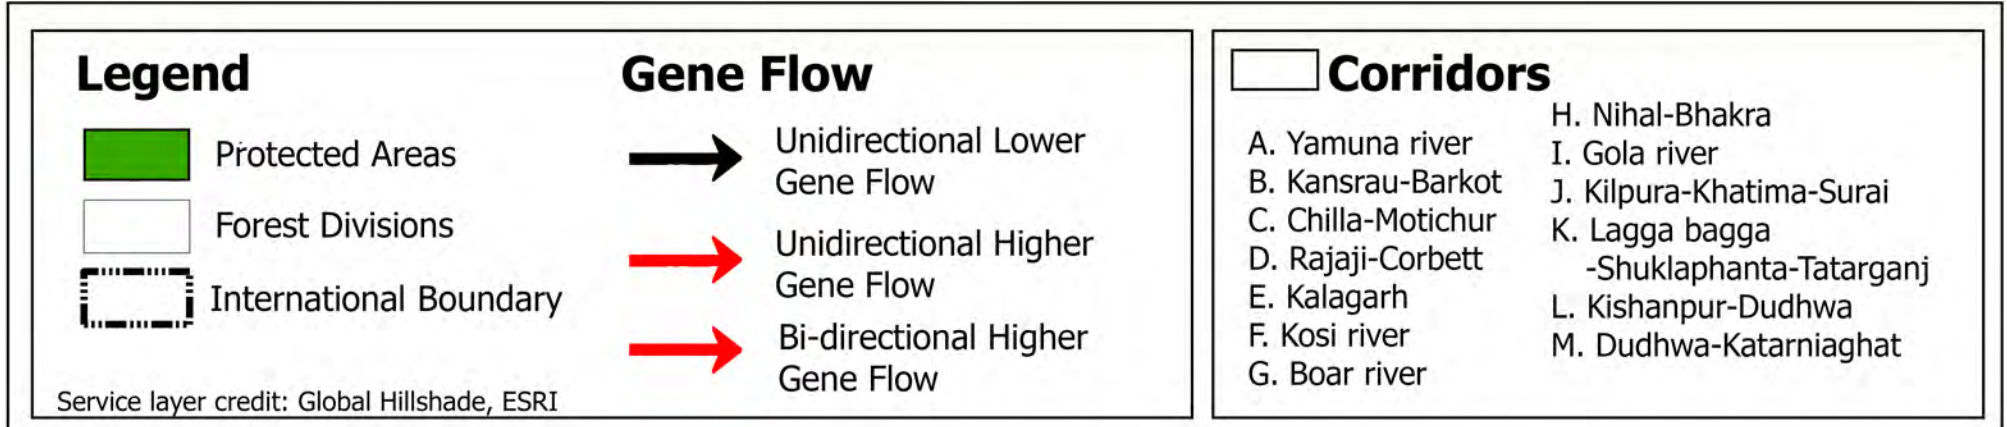 Legend
Protected Areas
Forest Divisions
International Boundary
Service layer credit: Global Hillshade, ESRI
Gene Flow
Unidirectional Lower
Gene Flow
Unidirectional Higher
Gene Flow
Bi-directional Higher
Gene Flow
Corridors
A. Yamuna river
B. Kansrau-Barkot
C. Chilla-Motichur
D. Rajaji-Corbett
E. Kalagarh
F. Kosi river
G. Boar river
H. Nihal-Bhakra
I. Gola river
J. Kilpura-Khatima-Surai
K. Lagga bagga
-Shuklaphanta-Tatarganj
L. Kishanpur-Dudhwa
M. Dudhwa-Katarniaghat